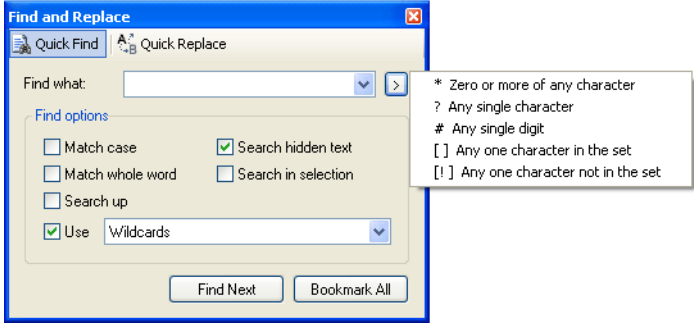 Find and Replace
Quick Find
Quick Replace
Find what:
>
* Zero or more of any character
? Any single character
# Any single digit
[ ] Any one character in the set
[! ] Any one character not in the set
Find options
Match case
Search hidden text
Match whole word
Search in selection
Search up
Use
Wildcards
Find Next
Bookmark All